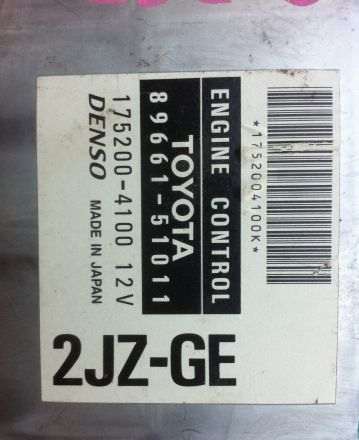 *1752004100K*
ENGINE CONTROL
TOYOTA
89661-51011
175200-4100 12V
DENSO MADE IN JAPAN
2JZ-GE